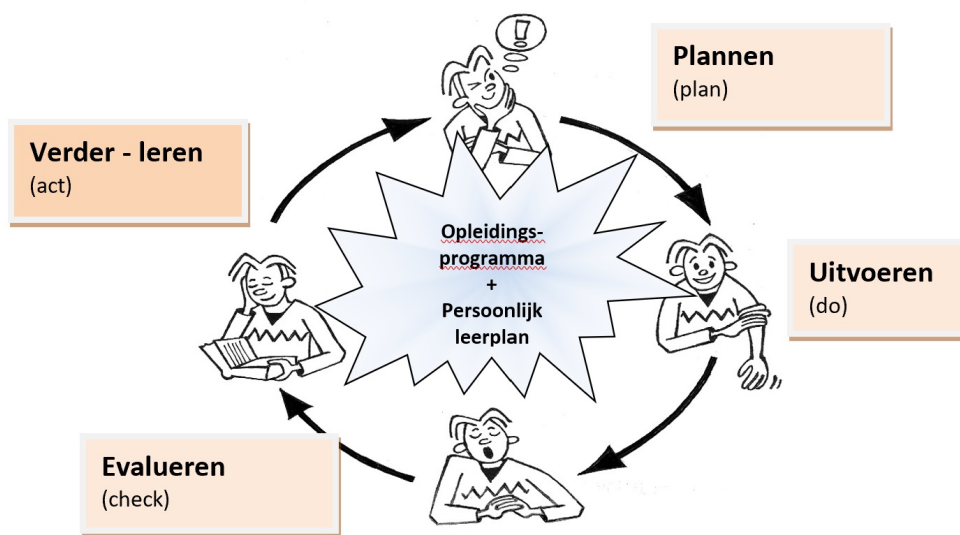 Plannen
(plan)
Verder - leren
(act)
Opleidings-
programma
+
Persoonlijk
leerplan
Uitvoeren
(do)
Evalueren
(check)
!